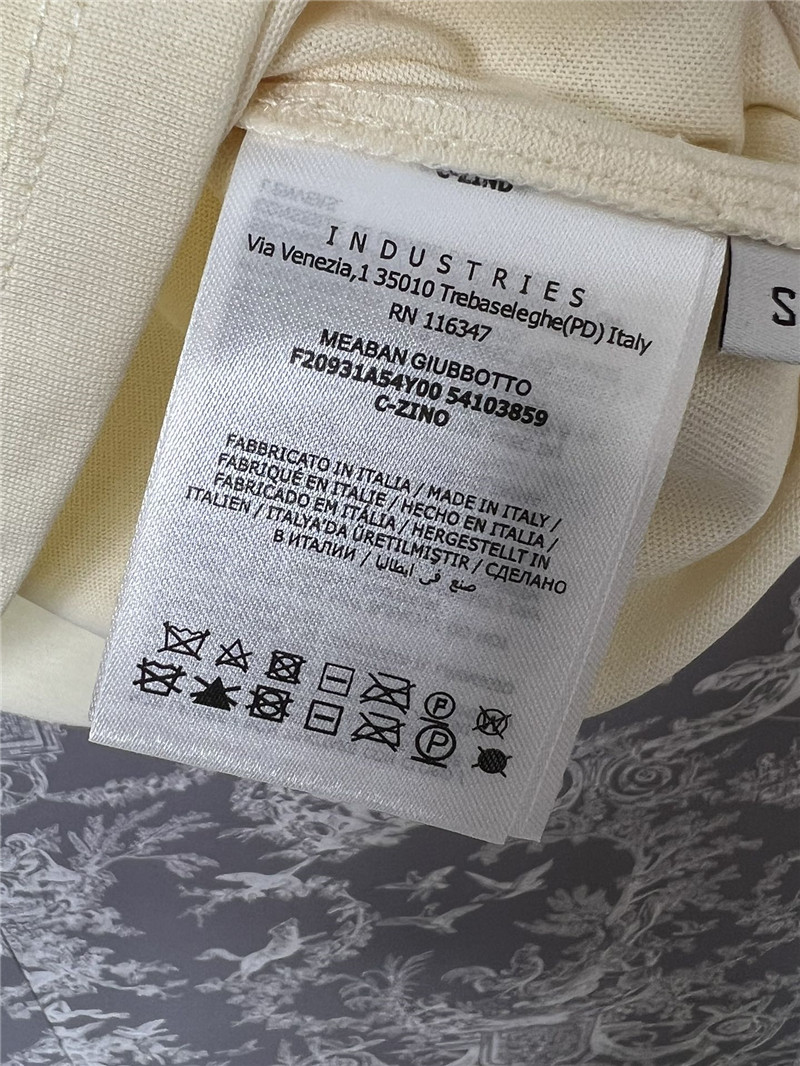 C-ZINO
INDUSTRIES
Via Venezia,1 35010 Trebaseleghe(PD) Italy
RN 116347
MEABAN GIUBBOTTO
F20931A54Y00 54103859
C-ZINO
FABBRICATO IN ITALIA / MADE IN ITALY /
FABRIQUÉ EN ITALIE / HECHO EN ITALIA /
FABRICADO EM ITÁLIA / HERGESTELLT IN
ITALIEN / ITALYA'DA ÜRETILMIŞTIR / СДЕЛАНО
В ИТАЛИИ / صنع في ايطاليا
P W
P
S